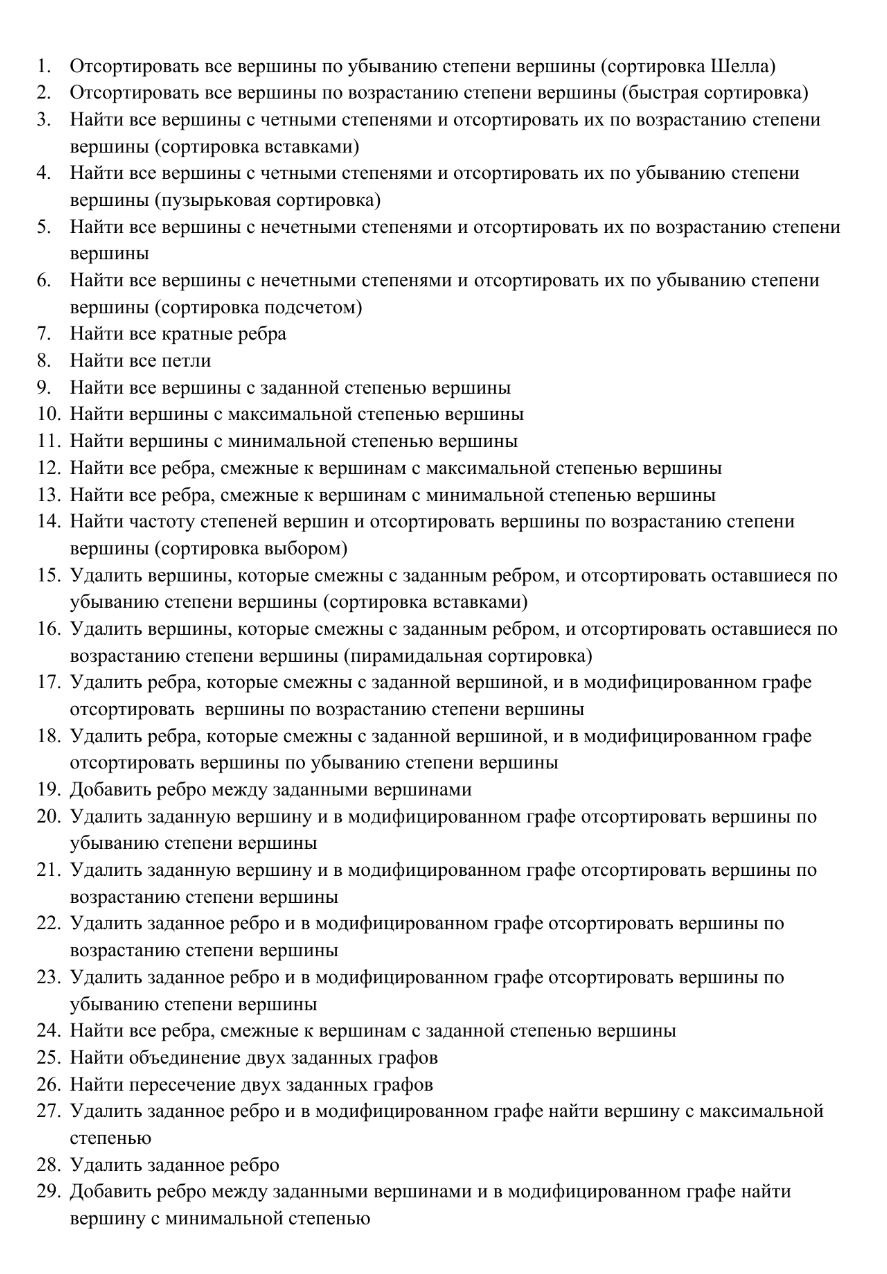 1. Отсортировать все вершины по убыванию степени вершины (сортировка Шелла)
2. Отсортировать все вершины по возрастанию степени вершины (быстрая сортировка)
3. Найти все вершины с четными степенями и отсортировать их по возрастанию степени
вершины (сортировка вставками)
4. Найти все вершины с четными степенями и отсортировать их по убыванию степени
вершины (пузырьковая сортировка)
5. Найти все вершины с нечетными степенями и отсортировать их по возрастанию степени
вершины
6. Найти все вершины с нечетными степенями и отсортировать их по убыванию степени
вершины (сортировка подсчетом)
7. Найти все кратные ребра
8. Найти все петли
9. Найти все вершины с заданной степенью вершины
10. Найти вершины с максимальной степенью вершины
11. Найти вершины с минимальной степенью вершины
12. Найти все ребра, смежные к вершинам с максимальной степенью вершины
13. Найти все ребра, смежные к вершинам с минимальной степенью вершины
14. Найти частоту степеней вершин и отсортировать вершины по возрастанию степени
вершины (сортировка выбором)
15. Удалить вершины, которые смежны с заданным ребром, и отсортировать оставшиеся по
убыванию степени вершины (сортировка вставками)
16. Удалить вершины, которые смежны с заданным ребром, и отсортировать оставшиеся по
возрастанию степени вершины (пирамидальная сортировка)
17. Удалить ребра, которые смежны с заданной вершиной, и в модифицированном графе
отсортировать  вершины по возрастанию степени вершины
18. Удалить ребра, которые смежны с заданной вершиной, и в модифицированном графе
отсортировать вершины по убыванию степени вершины
19. Добавить ребро между заданными вершинами
20. Удалить заданную вершину и в модифицированном графе отсортировать вершины по
убыванию степени вершины
21. Удалить заданную вершину и в модифицированном графе отсортировать вершины по
возрастанию степени вершины
22. Удалить заданное ребро и в модифицированном графе отсортировать вершины по
возрастанию степени вершины
23. Удалить заданное ребро и в модифицированном графе отсортировать вершины по
убыванию степени вершины
24. Найти все ребра, смежные к вершинам с заданной степенью вершины
25. Найти объединение двух заданных графов
26. Найти пересечение двух заданных графов
27. Удалить заданное ребро и в модифицированном графе найти вершину с максимальной
степенью
28. Удалить заданное ребро
29. Добавить ребро между заданными вершинами и в модифицированном графе найти
вершину с минимальной степенью